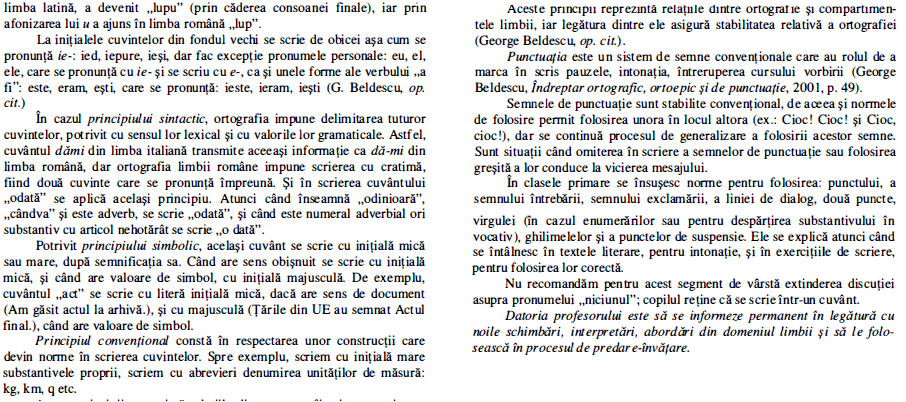 limba latină, a devenit „lupu” (prin căderea consoanei finale), iar prin
afonizarea lui u a ajuns în limba română „lup”.
La inițialele cuvintelor din fondul vechi se scrie de obicei așa cum se
pronunță ie-: ied, iepure, ieși, dar fac excepție pronumele personale: eu, el,
ele, care se pronunță cu ie- și se scriu cu e-, ca și unele forme ale verbului „a
fi”: este, eram, ești, care se pronunță: ieste, ieram, iești (G. Beldescu, op.
cit.)
În cazul principiului sintactic, ortografia impune delimitarea tuturor
cuvintelor, potrivit cu sensul lor lexical și cu valorile lor gramaticale. Astfel,
cuvântul dămi din limba italiană transmite aceeași informație ca dă-mi din
limba română, dar ortografia limbii române impune scrierea cu cratimă,
fiind două cuvinte care se pronunță împreună. Și în scrierea cuvântului
„odată” se aplică același principiu. Atunci când înseamnă „odinioară”,
„cândva” și este adverb, se scrie „odată”, și când este numeral adverbial ori
substantiv cu articol nehotărât se scrie „o dată”.
Potrivit principiului simbolic, același cuvânt se scrie cu inițială mică
sau mare, după semnificația sa. Când are sens obișnuit se scrie cu inițială
mică, și când are valoare de simbol, cu inițială majusculă. De exemplu,
cuvântul „act” se scrie cu literă inițială mică, dacă are sens de document
(Am găsit actul la arhivă.), și cu majusculă (Țările din UE au semnat Actul
final.), când are valoare de simbol.
Principiul convențional constă în respectarea unor construcții care
devin norme în scrierea cuvintelor. Spre exemplu, scriem cu inițială mare
substantivele proprii, scriem cu abrevieri denumirea unităților de măsură:
kg, km, q etc.
Aceste principii reprezintă relațiile dintre ortografie și compartimen-
tele limbii, iar legătura dintre ele asigură stabilitatea relativă a ortografiei
(George Beldescu, op. cit.).
Punctuația este un sistem de semne convenționale care au rolul de a
marca în scris pauzele, intonația, întreruperea cursului vorbirii (George
Beldescu, Îndreptar ortografic, ortoepic și de punctuație, 2001, p. 49).
Semnele de punctuație sunt stabilite convențional, de aceea și normele
de folosire permit folosirea unora în locul altora (ex.: Cioc! Cioc! și Cioc,
cioc!), dar se continuă procesul de generalizare a folosirii acestor semne.
Sunt situații când omiterea în scriere a semnelor de punctuație sau folosirea
greșită a lor conduce la vicierea mesajului.
În clasele primare se însușesc norme pentru folosirea: punctului, a
semnului întrebării, semnului exclamării, a liniei de dialog, două puncte,
virgulei (în cazul enumerărilor sau pentru despărțirea substantivului în
vocativ), ghilimelelor și a punctelor de suspensie. Ele se explică atunci când
se întâlnesc în textele literare, pentru intonație, și în exercițiile de scriere,
pentru folosirea lor corectă.
Nu recomandăm pentru acest segment de vârstă extinderea discuției
asupra pronumelui „niciunul”; copilul reține că se scrie într-un cuvânt.
Datoria profesorului este să se informeze permanent în legătură cu
noile schimbări, interpretări, abordări din domeniul limbii și să le folo-
sească în procesul de predare-învățare.